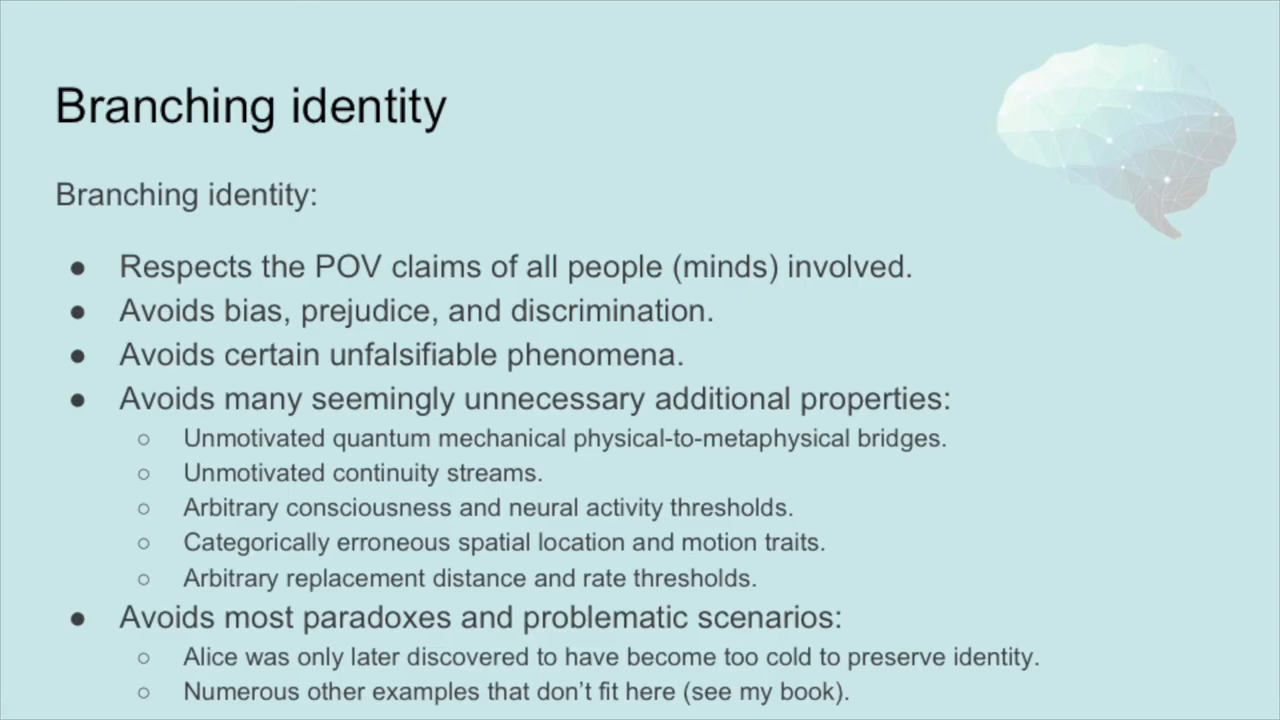 Branching identity
Branching identity:
● Respects the POV claims of all people (minds) involved.
● Avoids bias, prejudice, and discrimination.
● Avoids certain unfalsifiable phenomena.
● Avoids many seemingly unnecessary additional properties:
○ Unmotivated quantum mechanical physical-to-metaphysical bridges.
○ Unmotivated continuity streams.
○ Arbitrary consciousness and neural activity thresholds.
○ Categorically erroneous spatial location and motion traits.
○ Arbitrary replacement distance and rate thresholds.
● Avoids most paradoxes and problematic scenarios:
○ Alice was only later discovered to have become too cold to preserve identity.
○ Numerous other examples that don’t fit here (see my book).